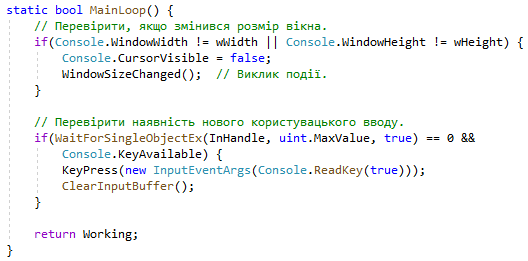 static bool MainLoop() {
// Перевірити, якщо змінився розмір вікна.
if(Console.WindowWidth != wWidth || Console.WindowHeight != wHeight) {
Console.CursorVisible = false;
WindowSizeChanged();  // Виклик події.
}
// Перевірити наявність нового користувацького вводу.
if(WaitForSingleObjectEx(InHandle, uint.MaxValue, true) == 0 &&
Console.KeyAvailable) {
KeyPress(new InputEventArgs(Console.ReadKey(true)));
ClearInputBuffer();
}
return Working;
}